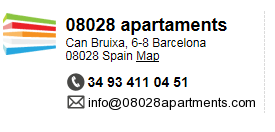 08028 apartaments
Can Bruixa, 6-8 Barcelona
08028 Spain Map
34 93 411 04 51
info@08028apartments.com